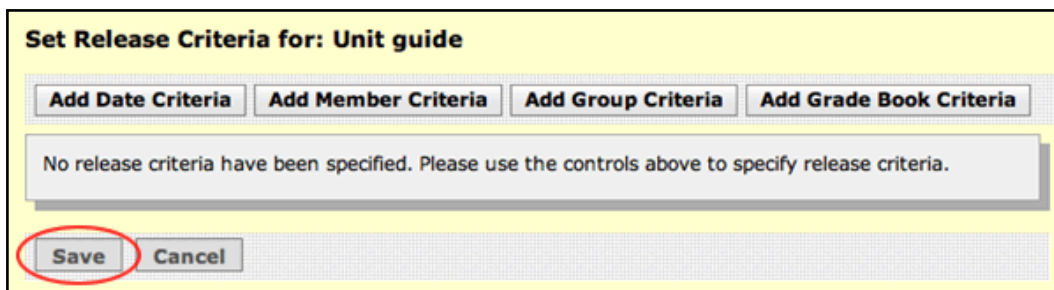 Set Release Criteria for: Unit guide
Add Date Criteria Add Member Criteria Add Group Criteria Add Grade Book Criteria
No release criteria have been specified. Please use the controls above to specify release criteria.
Save Cancel